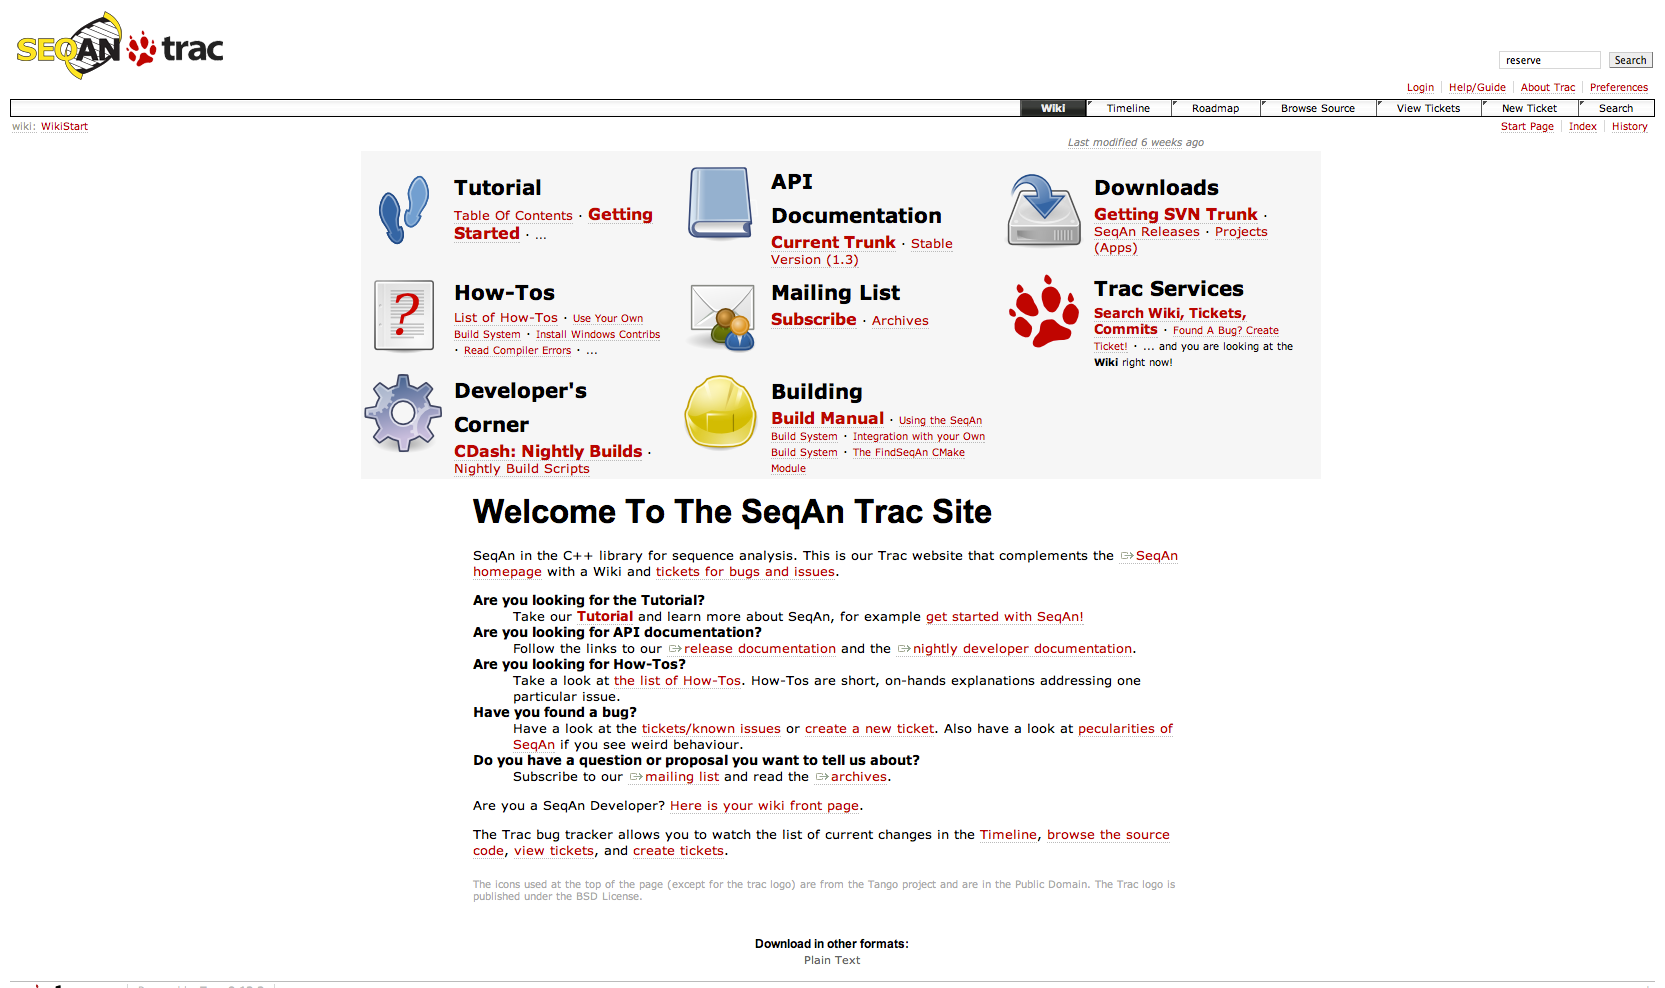 SEQAN trac
reserve Search
Login Help/Guide About Trac Preferences
Wiki Timeline Roadmap Browse Source View Tickets New Ticket Search
wiki: WikiStart
Start Page Index History
Last modified 6 weeks ago
Tutorial
Table Of Contents · Getting
Started · ...
API
Documentation
Current Trunk · Stable
Version (1.3)
Downloads
Getting SVN Trunk ·
SeqAn Releases · Projects
(Apps)
How-Tos
List of How-Tos · Use Your Own
Build System · Install Windows Contribs
· Read Compiler Errors · ...
Mailing List
Subscribe · Archives
Trac Services
Search Wiki, Tickets,
Commits · Found A Bug? Create
Ticket! · ... and you are looking at the
Wiki right now!
Developer's
Corner
CDash: Nightly Builds ·
Nightly Build Scripts
Building
Build Manual · Using the SeqAn
Build System · Integration with your Own
Build System · The FindSeqAn CMake
Module
Welcome To The SeqAn Trac Site
SeqAn in the C++ library for sequence analysis. This is our Trac website that complements the SeqAn
homepage with a Wiki and tickets for bugs and issues.
Are you looking for the Tutorial?
Take our Tutorial and learn more about SeqAn, for example get started with SeqAn!
Are you looking for API documentation?
Follow the links to our release documentation and the nightly developer documentation.
Are you looking for How-Tos?
Take a look at the list of How-Tos. How-Tos are short, on-hands explanations addressing one
particular issue.
Have you found a bug?
Have a look at the tickets/known issues or create a new ticket. Also have a look at pecularities of
SeqAn if you see weird behaviour.
Do you have a question or proposal you want to tell us about?
Subscribe to our mailing list and read the archives.
Are you a SeqAn Developer? Here is your wiki front page.
The Trac bug tracker allows you to watch the list of current changes in the Timeline, browse the source
code, view tickets, and create tickets.
The icons used at the top of the page (except for the trac logo) are from the Tango project and are in the Public Domain. The Trac logo is
published under the BSD License.
Download in other formats:
Plain Text